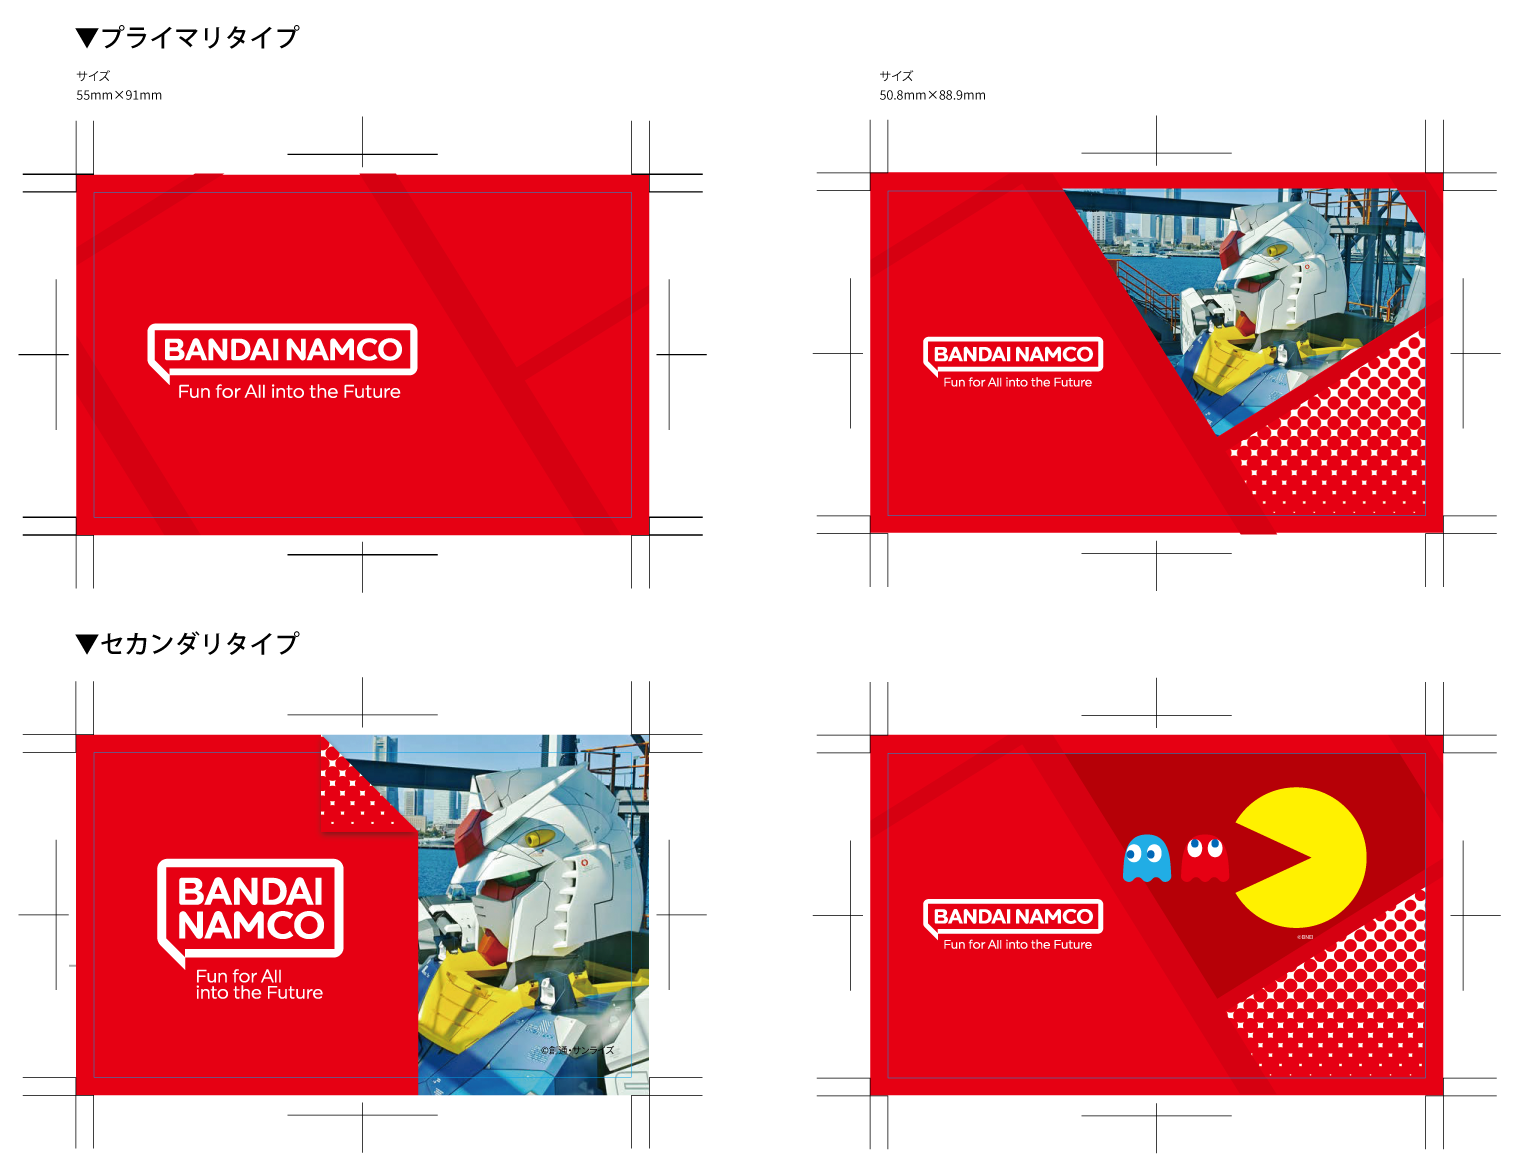 ▼プライマリタイプ
サイズ
55mm×91mm
サイズ
50.8mm×88.9mm
BANDAI NAMCO
Fun for All into the Future
BANDAI NAMCO
Fun for All into the Future
▼セカンダリタイプ
BANDAI
NAMCO
Fun for All
into the Future
©創通・サンライズ
BANDAI NAMCO
Fun for All into the Future
©BNEI